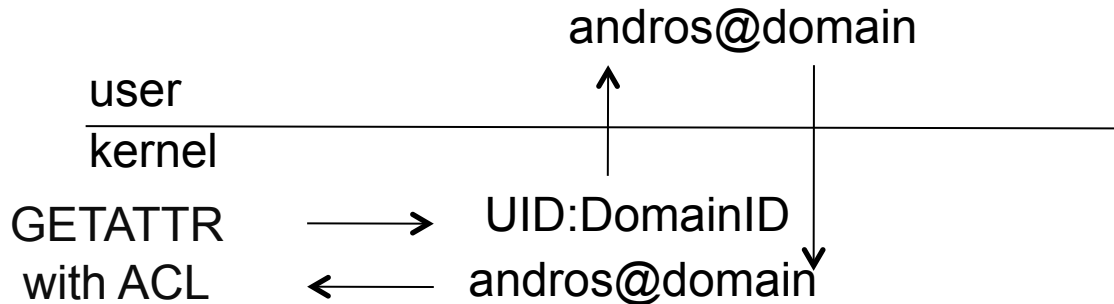 andros@domain
user
kernel
GETATTR
UID:DomainID
with ACL
andros@domain